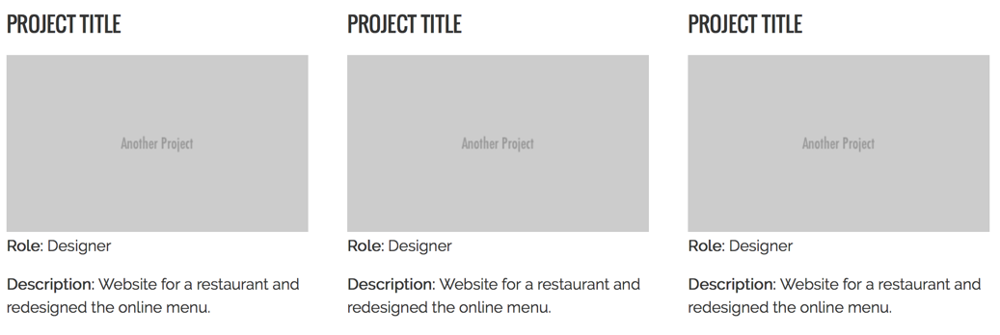 PROJECT TITLE
Another Project
Role: Designer
Description: Website for a restaurant and
redesigned the online menu.
PROJECT TITLE
Another Project
Role: Designer
Description: Website for a restaurant and
redesigned the online menu.
PROJECT TITLE
Another Project
Role: Designer
Description: Website for a restaurant and
redesigned the online menu.